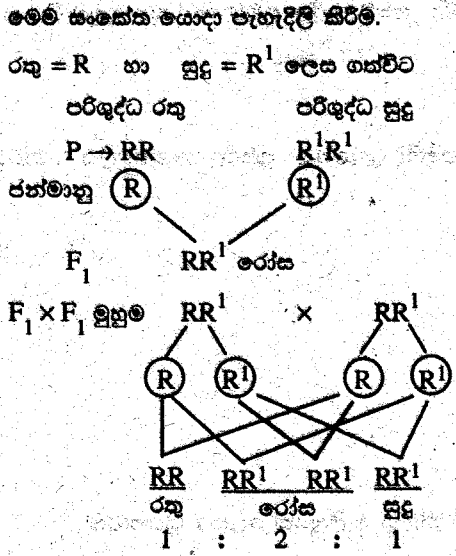 මෙම සංකේත යොදා පැහැදිලි කිරීම.
රතු = R හා සුදු = R¹ ලෙස ගත්විට
පරිශුද්ධ රතු පරිශුද්ධ සුදු
P → RR R¹R¹
ජන්මානු R R¹
F₁ RR¹ රෝස
F₁ × F₁ මුහුම RR¹ × RR¹
R R¹ R R¹
RR RR¹ RR¹ RR¹
රතු රෝස සුදු
1 : 2 : 1